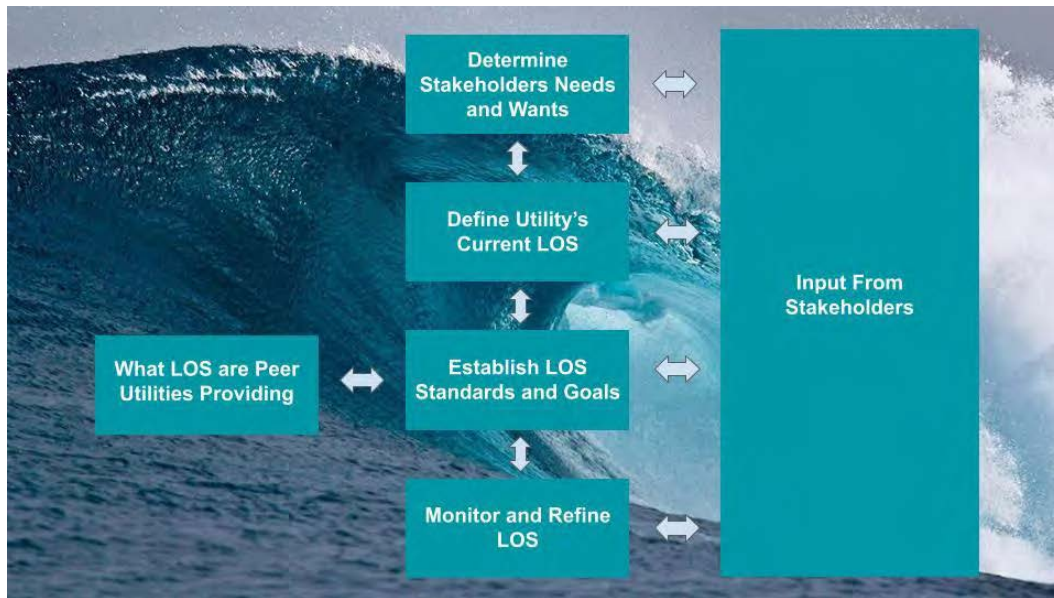 Determine
Stakeholders Needs
and Wants
Define Utility’s
Current LOS
Input From
Stakeholders
What LOS are Peer
Utilities Providing
Establish LOS
Standards and Goals
Monitor and Refine
LOS